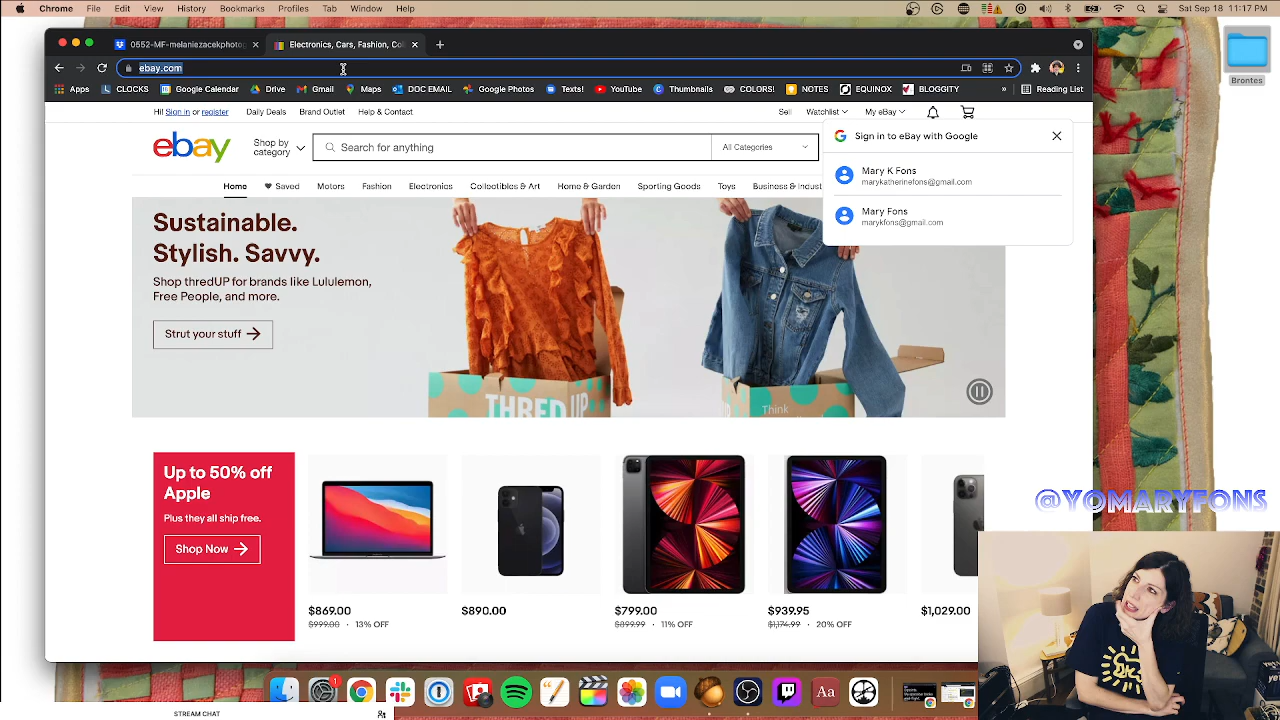 Chrome File Edit View History Bookmarks Profiles Tab Window Help
Sat Sep 18 11:17 PM
0552-MF-melaniezacekphotog
Electronics, Cars, Fashion, Col
ebay.com
Apps CLOCKS Google Calendar Gmail Maps DOC EMAIL Google Photos Texts! YouTube Thumbnails COLORS! ROTARY Drive EQUINOX BLOGGITY » Reading List
Brontes
Hi! Sign in or register Daily Deals Brand Outlet Help & Contact
Sell Watchlist My eBay
ebay
Shop by
category
Search for anything
All Categories
Sign in to eBay with Google
Mary K Fons
marykatherinefons@gmail.com
Mary Fons
marykfons@gmail.com
Home Saved Motors Fashion Electronics Collectibles & Art Home & Garden Sporting Goods Toys Business & Indust
Sustainable.
Stylish. Savvy.
Shop thredUP for brands like Lululemon,
Free People, and more.
Strut your stuff
THRED UP
Think
Up to 50% off
Apple
Plus they all ship free.
Shop Now
$869.00
$999.00 · 13% OFF
$890.00
$799.00
$899.99 · 11% OFF
$939.95
$1,174.99 · 20% OFF
$1,029.00
@YOMARYFONS
1
Aa
STREAM CHAT